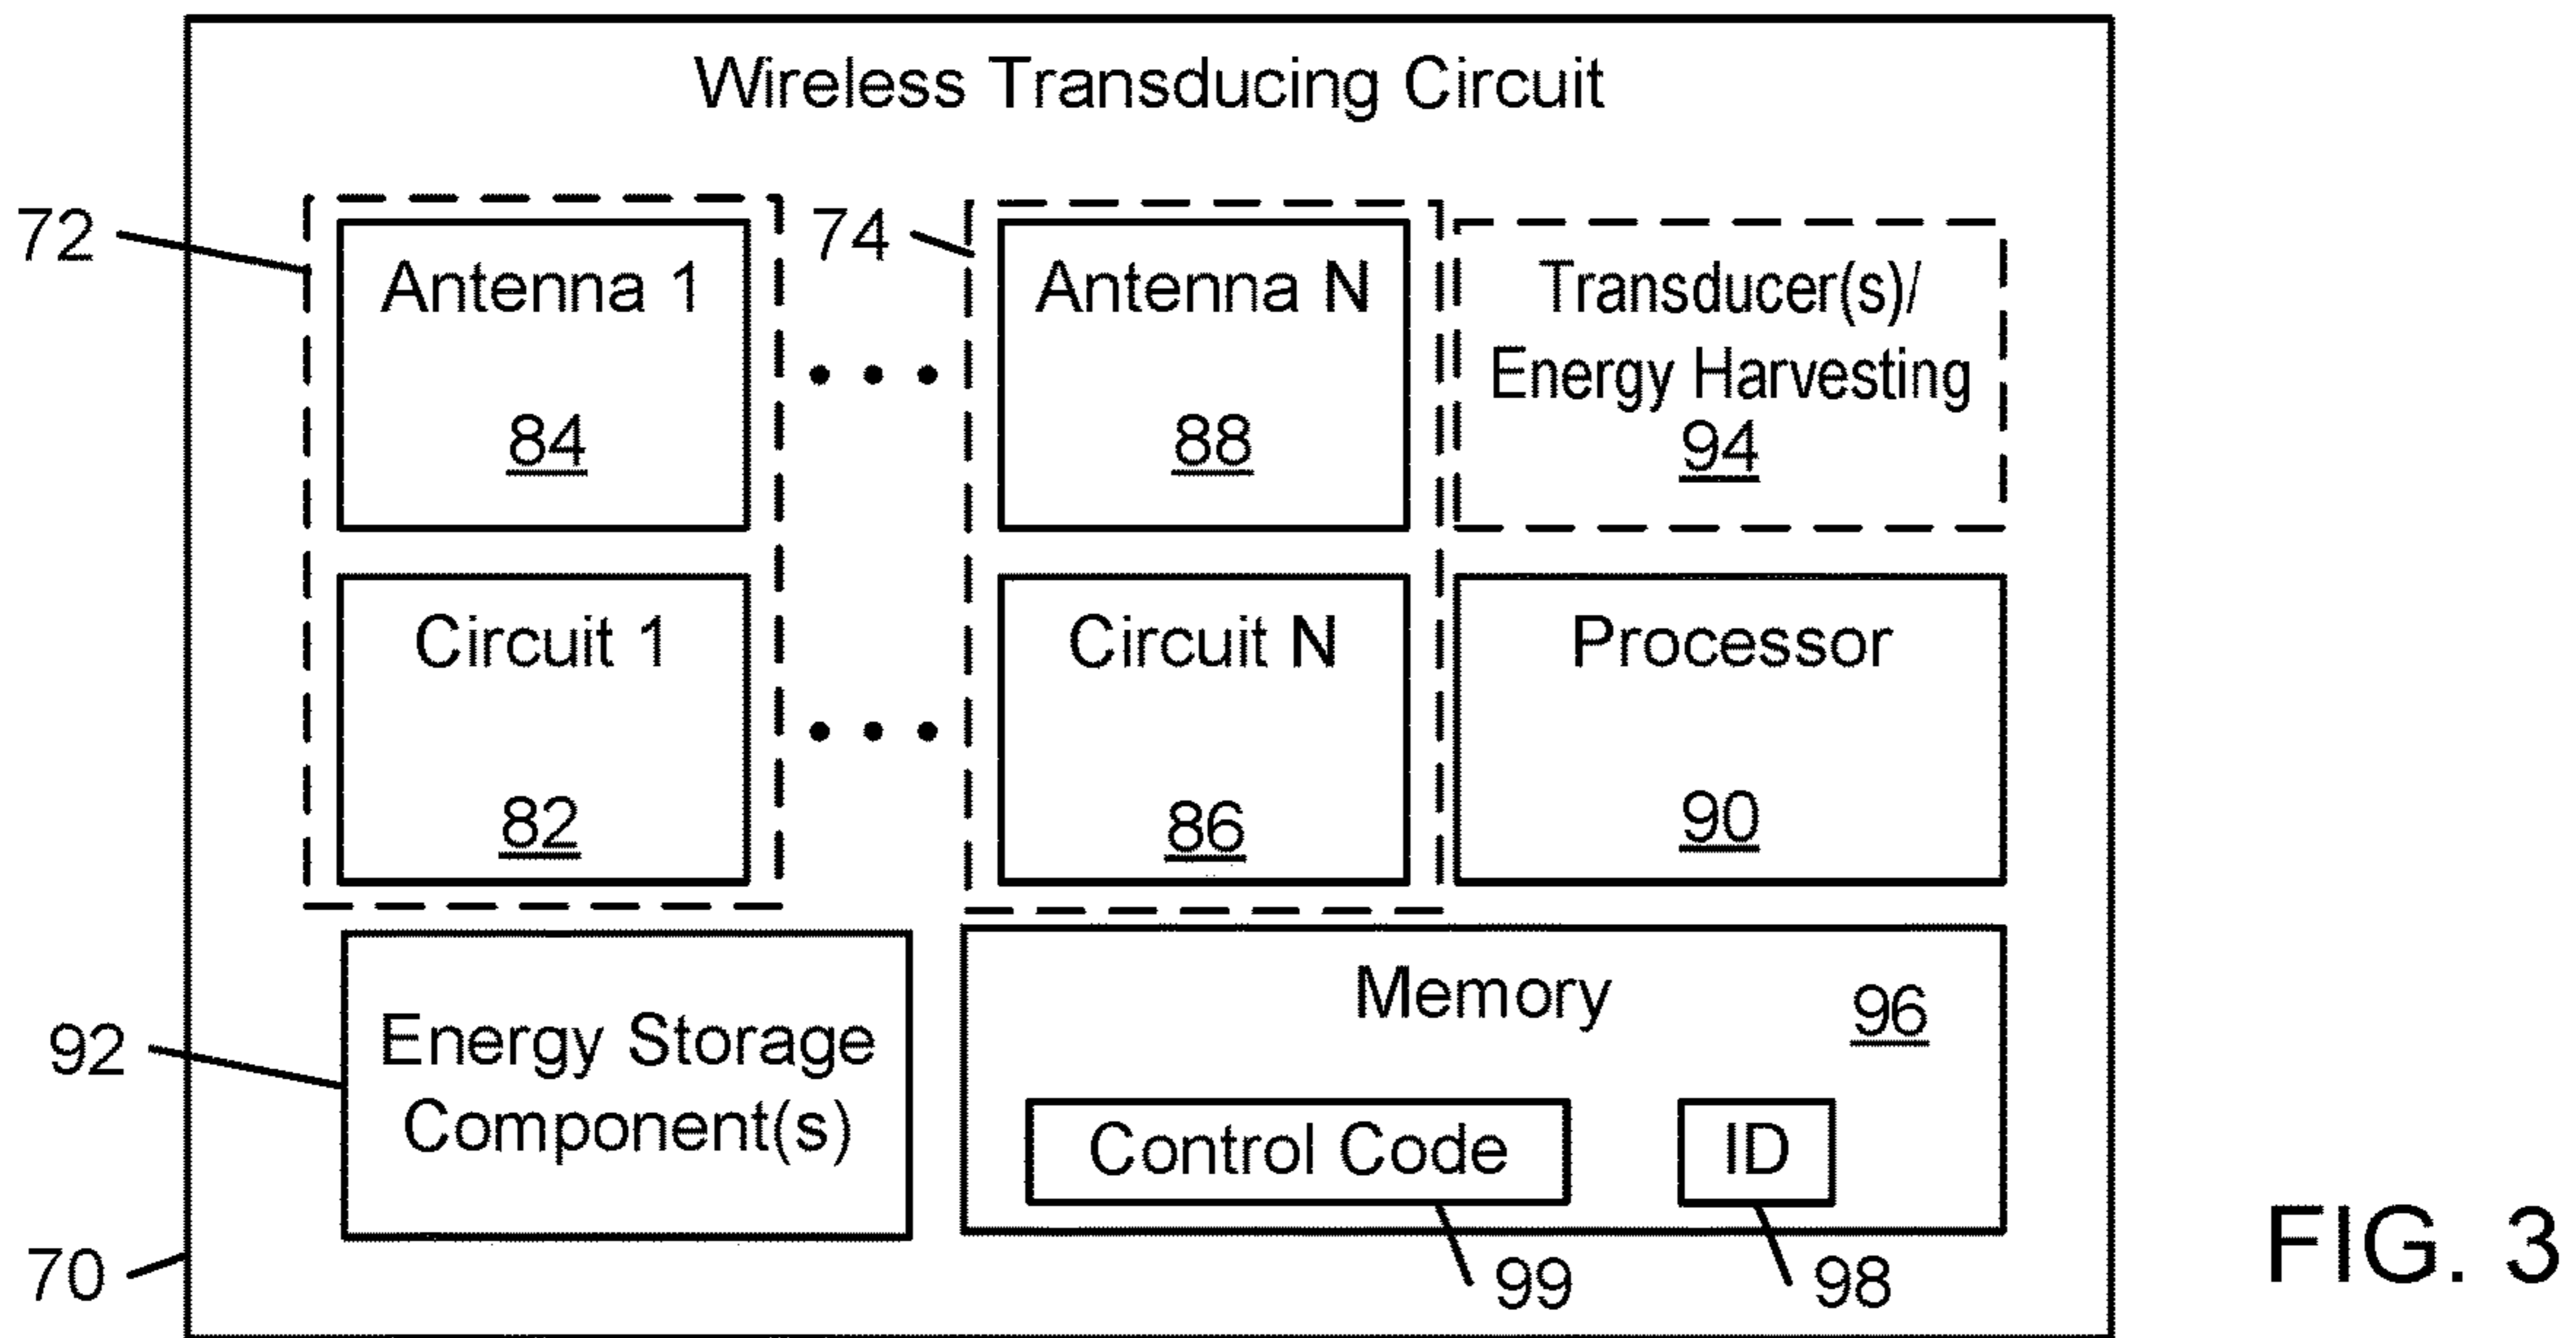 Wireless Transducing Circuit
72
74
Antenna 1
84
Antenna N
88
Transducer(s)/
Energy Harvesting
94
Circuit 1
82
Circuit N
86
Processor
90
92
Energy Storage
Component(s)
Memory
96
Control Code
ID
70
99
98
FIG. 3